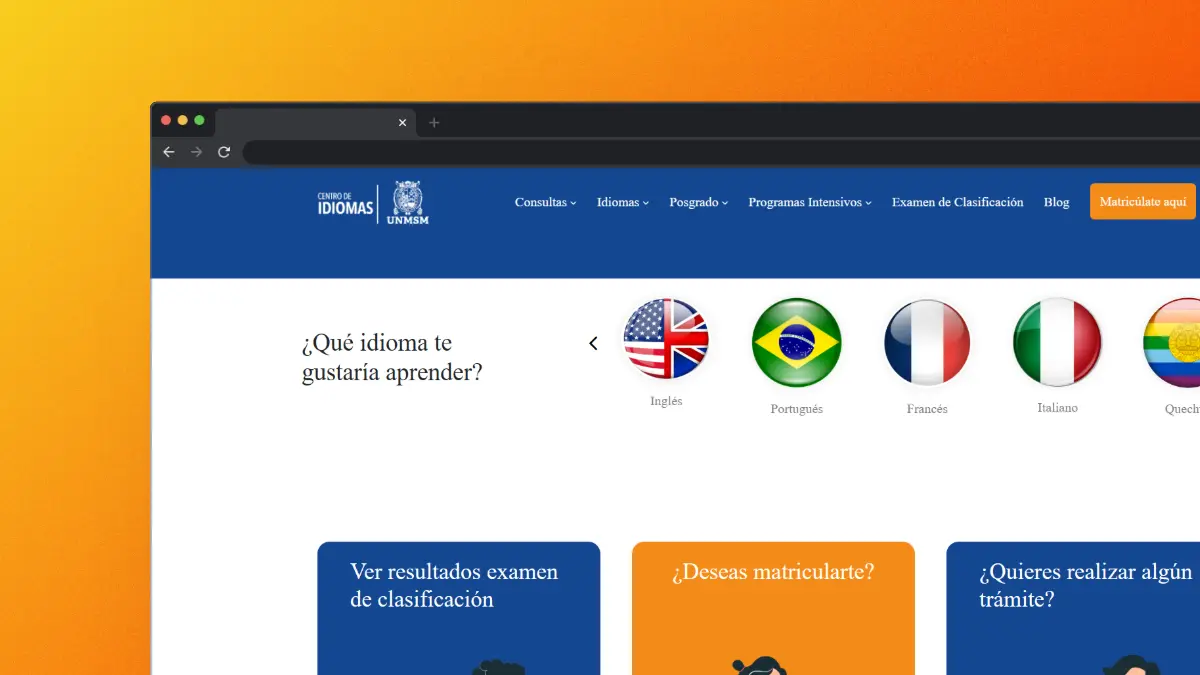 CENTRO DE
IDIOMAS
UNMSM
Consultas
Idiomas
Posgrado
Programas Intensivos
Examen de Clasificación
Blog
Matricúlate aquí
¿Qué idioma te
gustaría aprender?
Inglés
Portugués
Francés
Italiano
Quech
Ver resultados examen
de clasificación
¿Deseas matricularte?
¿Quieres realizar algún
trámite?